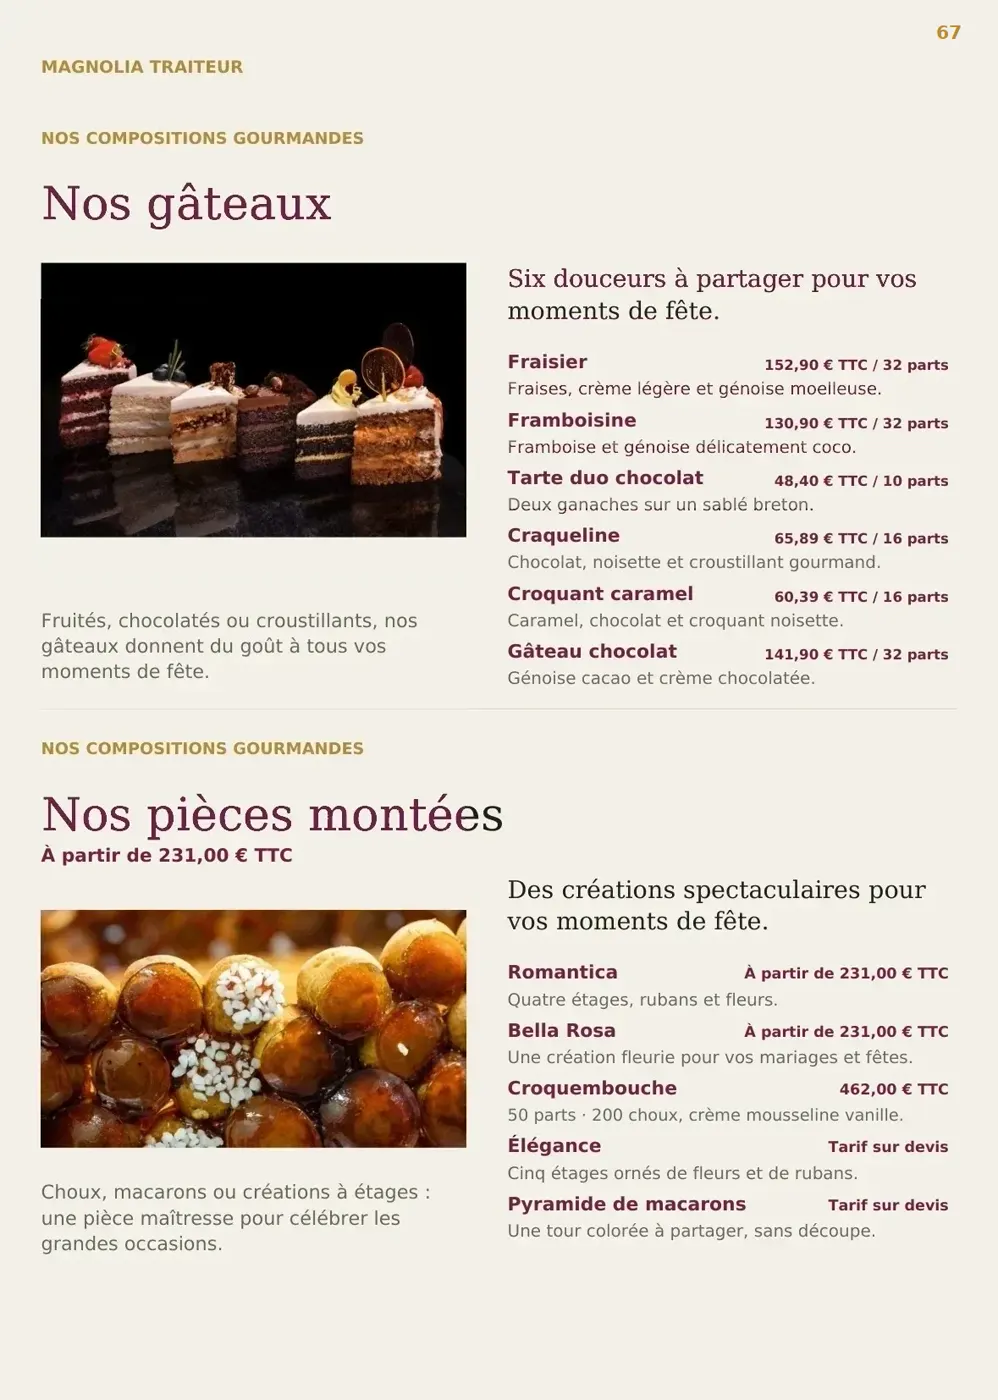 67
MAGNOLIA TRAITEUR
NOS COMPOSITIONS GOURMANDES
Nos gâteaux
Six douceurs à partager pour vos
moments de fête.
Fraisier 152,90 € TTC / 32 parts
Fraises, crème légère et génoise moelleuse.
Framboisine 130,90 € TTC / 32 parts
Framboise et génoise délicatement coco.
Tarte duo chocolat 48,40 € TTC / 10 parts
Deux ganaches sur un sablé breton.
Craqueline 65,89 € TTC / 16 parts
Chocolat, noisette et croustillant gourmand.
Croquant caramel 60,39 € TTC / 16 parts
Caramel, chocolat et croquant noisette.
Gâteau chocolat 141,90 € TTC / 32 parts
Génoise cacao et crème chocolatée.
Fruités, chocolatés ou croustillants, nos
gâteaux donnent du goût à tous vos
moments de fête.
NOS COMPOSITIONS GOURMANDES
Nos pièces montées
À partir de 231,00 € TTC
Des créations spectaculaires pour
vos moments de fête.
Romantica À partir de 231,00 € TTC
Quatre étages, rubans et fleurs.
Bella Rosa À partir de 231,00 € TTC
Une création fleurie pour vos mariages et fêtes.
Croquembouche 462,00 € TTC
50 parts · 200 choux, crème mousseline vanille.
Élégance Tarif sur devis
Cinq étages ornés de fleurs et de rubans.
Pyramide de macarons Tarif sur devis
Une tour colorée à partager, sans découpe.
Choux, macarons ou créations à étages :
une pièce maîtresse pour célébrer les
grandes occasions.